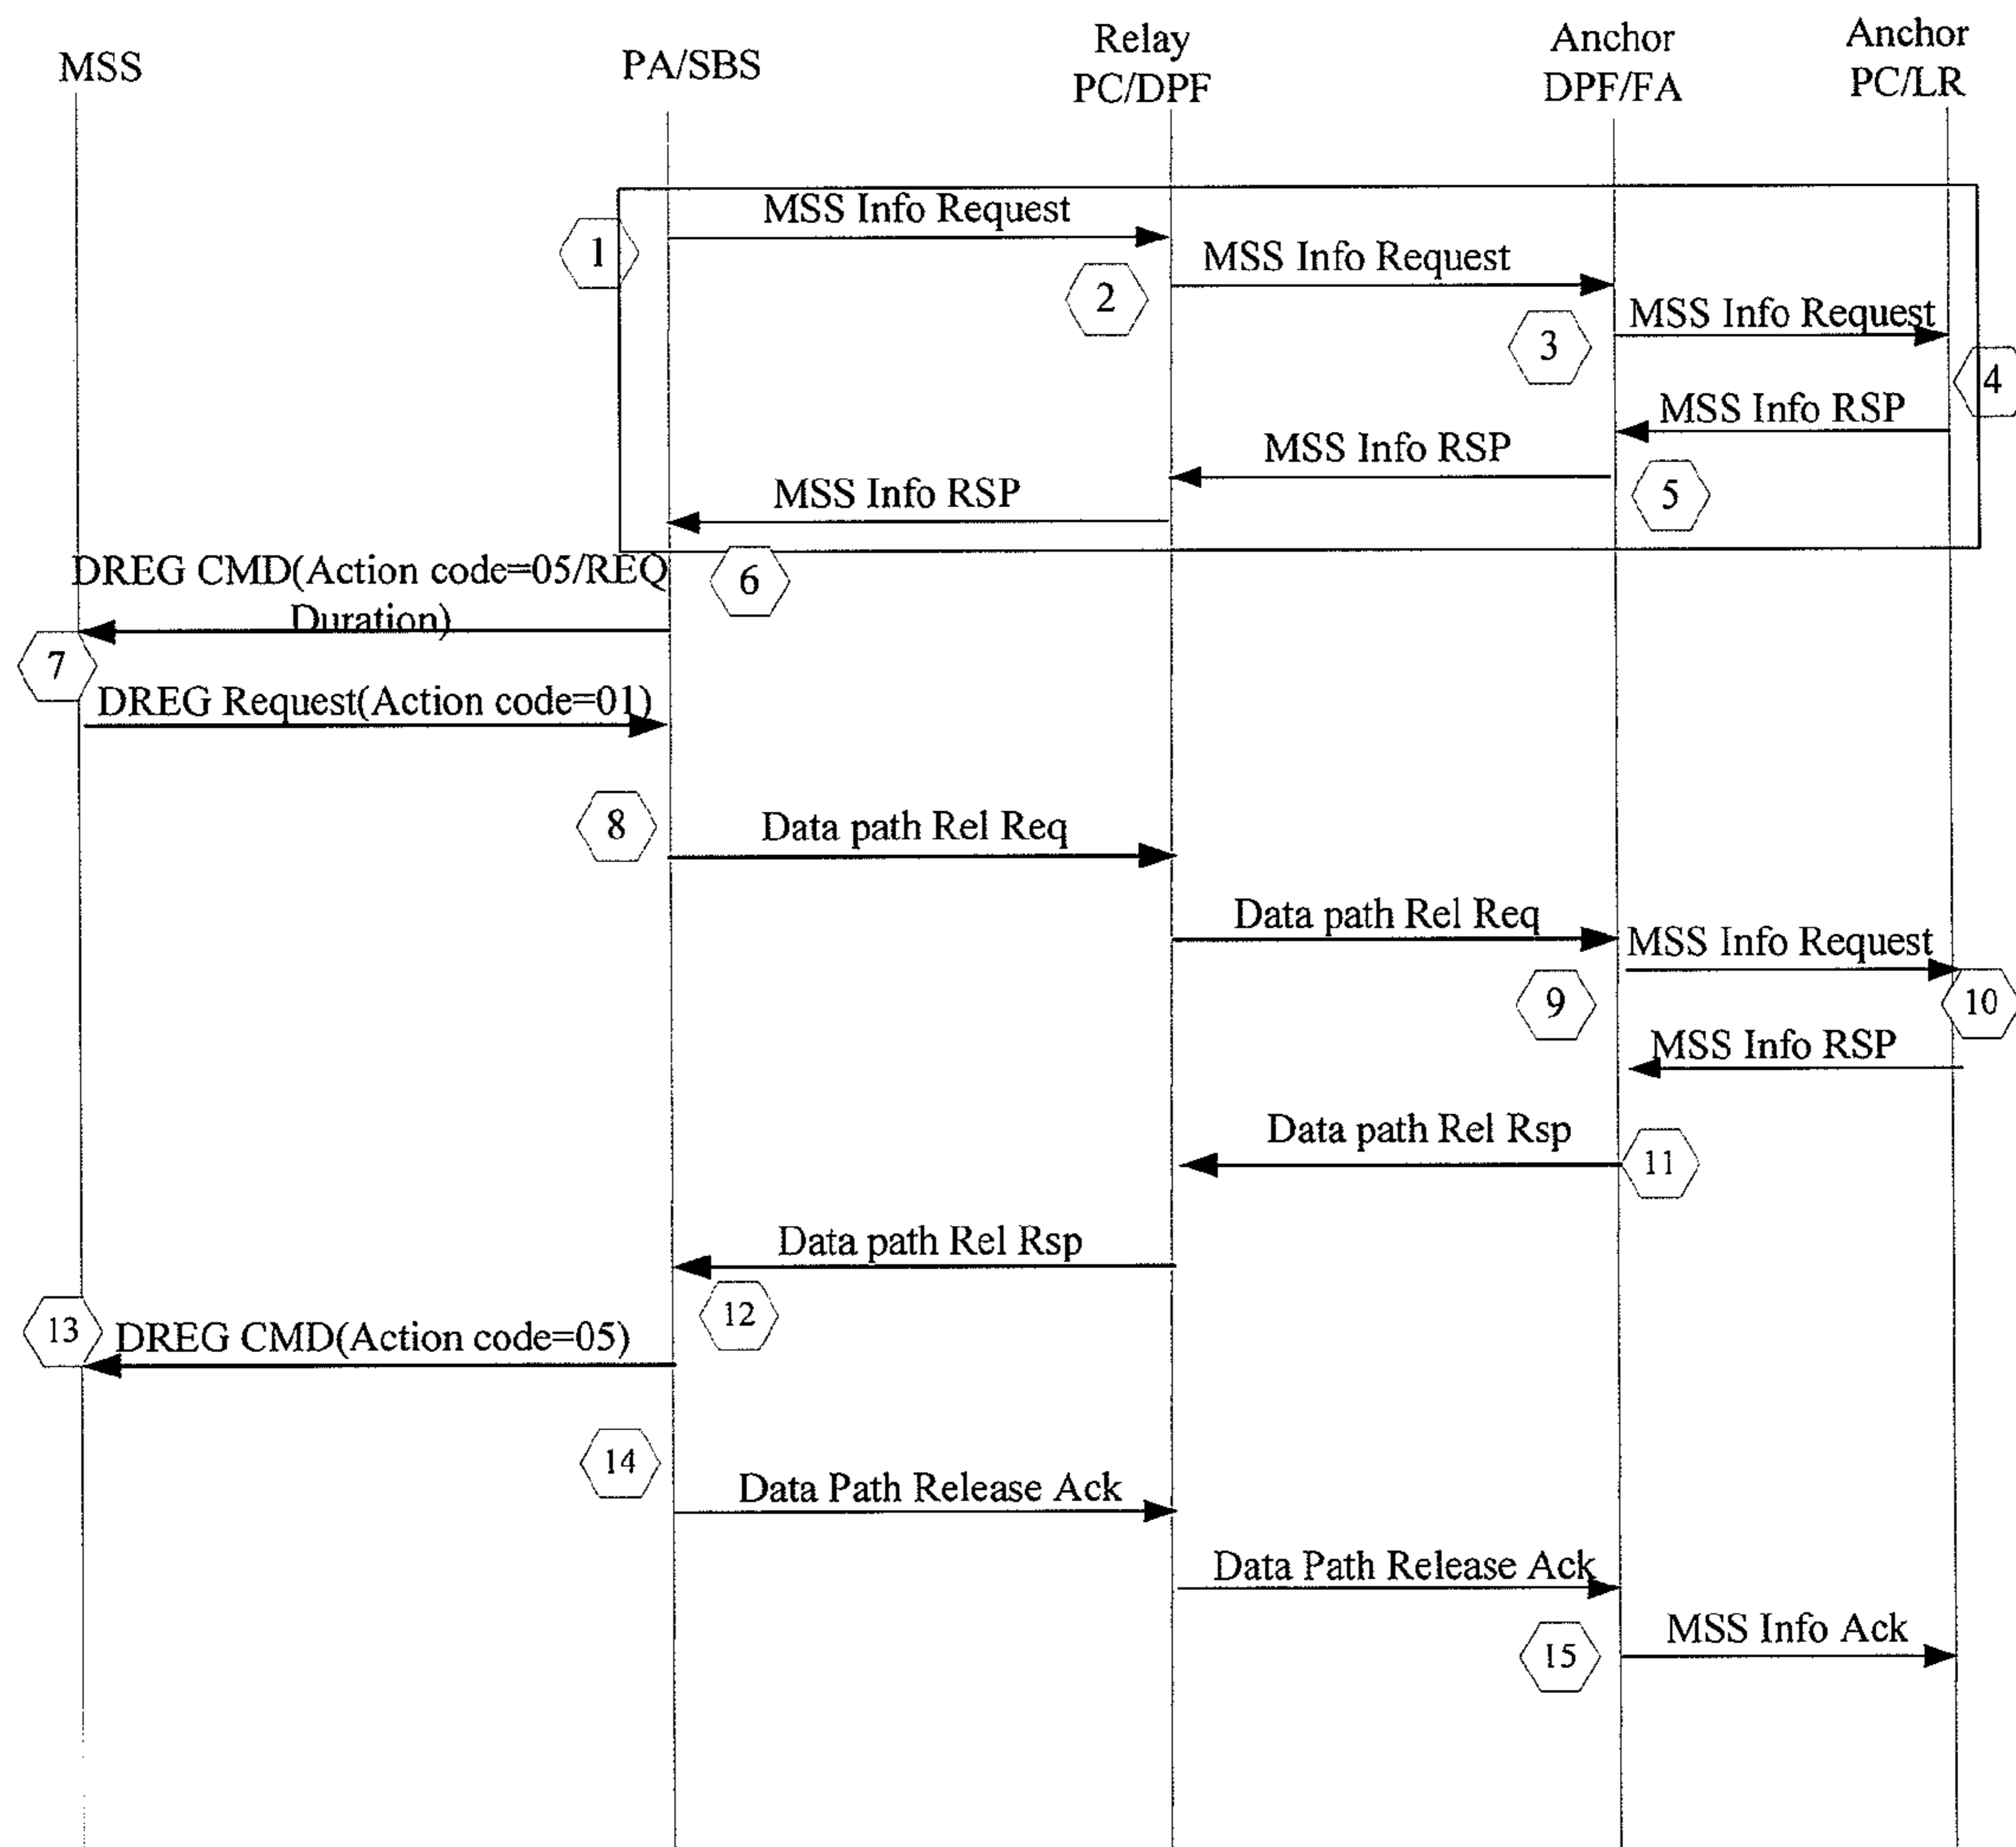 MSS
PA/SBS
Relay
PC/DPF
Anchor
DPF/FA
Anchor
PC/LR
MSS Info Request
1
MSS Info Request
2
MSS Info Request
3
4
MSS Info RSP
MSS Info RSP
5
MSS Info RSP
DREG CMD(Action code=05/REQ
Duration)
6
7
DREG Request(Action code=01)
8
Data path Rel Req
Data path Rel Req
MSS Info Request
9
10
MSS Info RSP
Data path Rel Rsp
11
Data path Rel Rsp
12
13
DREG CMD(Action code=05)
14
Data Path Release Ack
Data Path Release Ack
MSS Info Ack
15